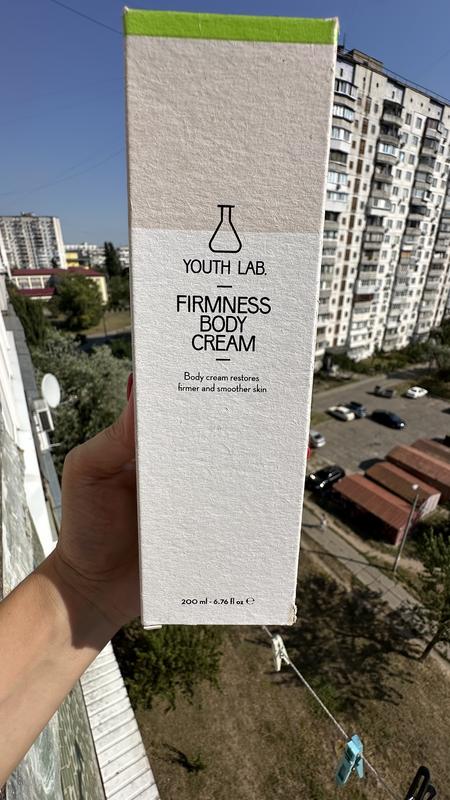 YOUTH LAB.
FIRMNESS
BODY
CREAM
Body cream restores
firmer and smoother skin
200 ml - 6.76 fl oz ℮